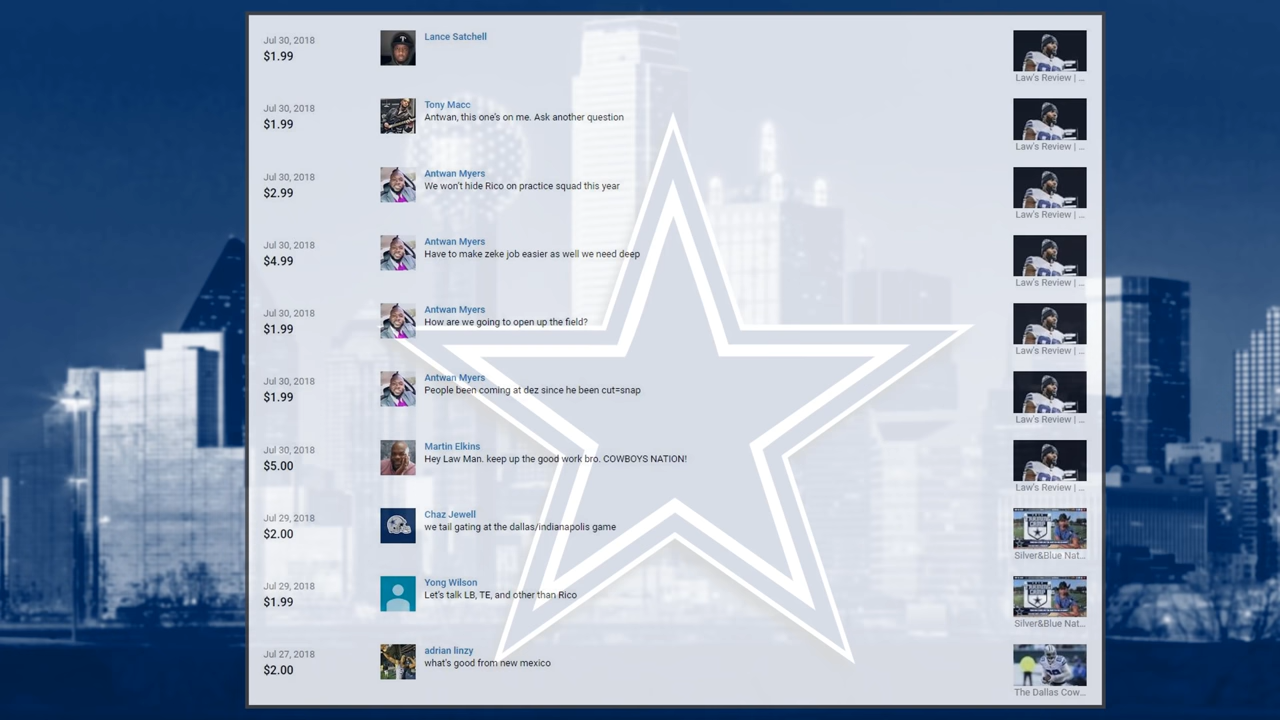 Jul 30, 2018
$1.99
Lance Satchell
Law's Review | ...
Jul 30, 2018
$1.99
Tony Macc
Antwan, this one's on me. Ask another question
Law's Review | ...
Jul 30, 2018
$2.99
Antwan Myers
We won't hide Rico on practice squad this year
Law's Review | ...
Jul 30, 2018
$4.99
Antwan Myers
Have to make zeke job easier as well we need deep
Law's Review | ...
Jul 30, 2018
$1.99
Antwan Myers
How are we going to open up the field?
Law's Review | ...
Jul 30, 2018
$1.99
Antwan Myers
People been coming at dez since he been cut=snap
Law's Review | ...
Jul 30, 2018
$5.00
Martin Elkins
Hey Law Man. keep up the good work bro. COWBOYS NATION!
Law's Review | ...
Jul 29, 2018
$2.00
Chaz Jewell
we tail gating at the dallas/indianapolis game
Silver&Blue Nat...
Jul 29, 2018
$1.99
Yong Wilson
Let's talk LB, TE, and other than Rico
Silver&Blue Nat...
Jul 27, 2018
$2.00
adrian linzy
what's good from new mexico
The Dallas Cow...